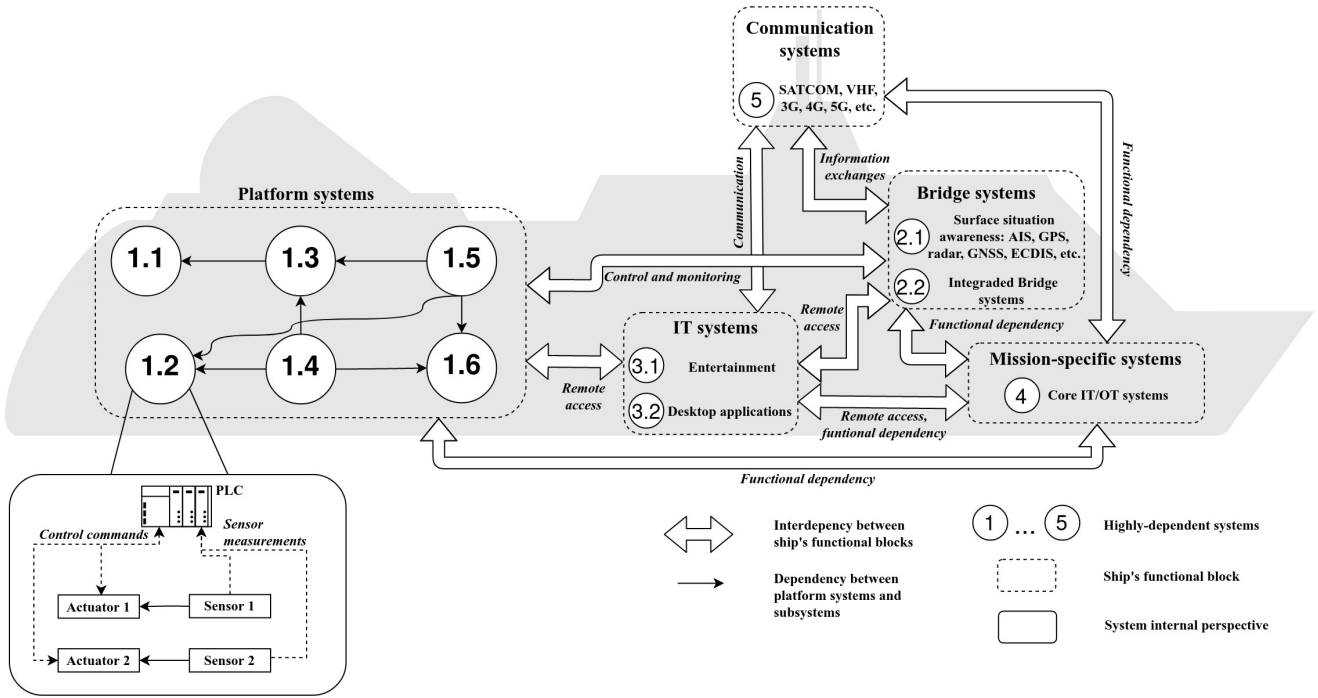 Communication
systems
5
SATCOM, VHF,
3G, 4G, 5G, etc.
Information
exchanges
Communication
Functional dependency
Platform systems
1.1
1.3
1.5
1.2
1.4
1.6
Bridge systems
2.1
Surface situation
awareness: AIS, GPS,
radar, GNSS, ECDIS, etc.
2.2
Integraded Bridge
systems
Control and monitoring
Remote
access
Functional dependency
IT systems
3.1
Entertainment
3.2
Desktop applications
Remote
access
Mission-specific systems
4
Core IT/OT systems
Remote access,
funtional dependency
Functional dependency
PLC
Control commands
Sensor
measurements
Actuator 1
Sensor 1
Actuator 2
Sensor 2
Interdepency between
ship's functional blocks
Dependency between
platform systems and
subsystems
1 ... 5
Highly-dependent systems
Ship's functional block
System internal perspective